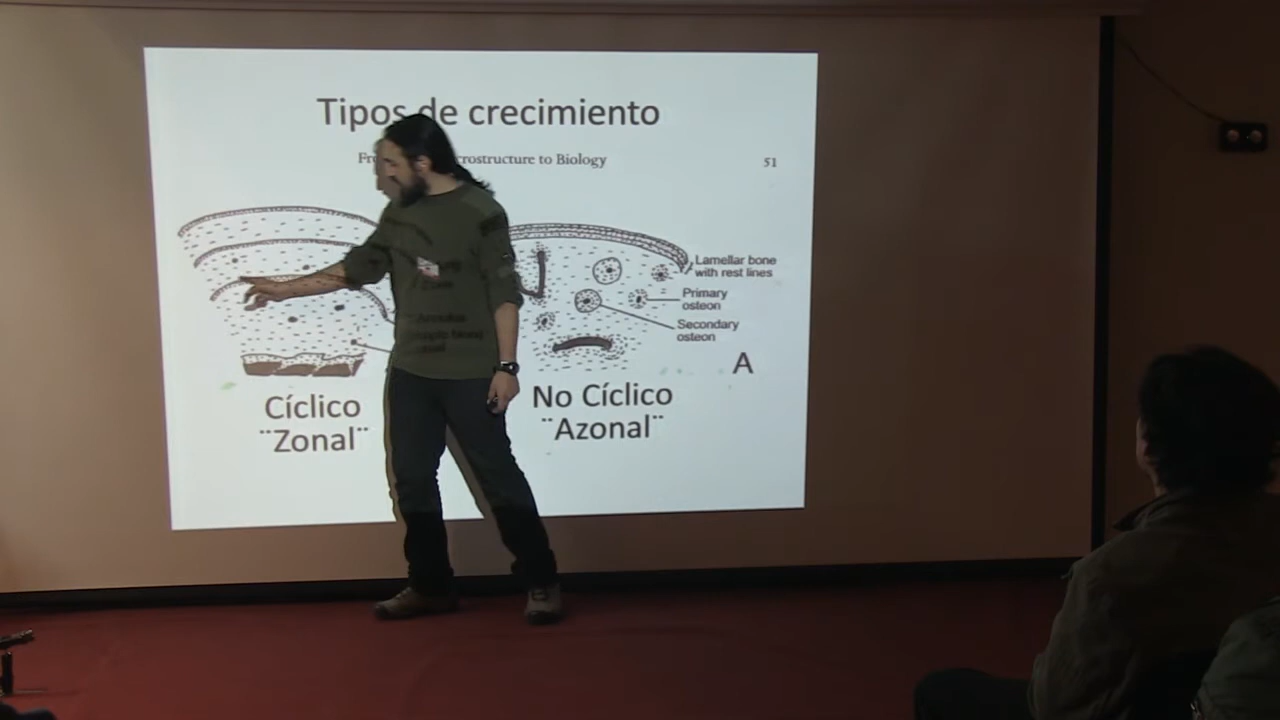 Tipos de crecimiento
rostructure to Biology
51
Lamellar bone
with rest lines
Primary
osteon
Secondary
osteon
A
Cíclico
¨Zonal¨
No Cíclico
¨Azonal¨